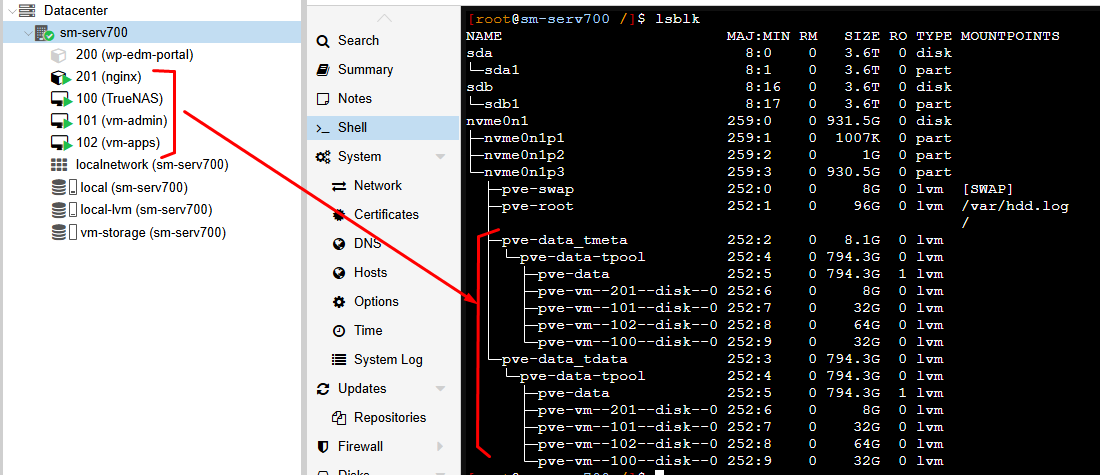 Datacenter
sm-serv700
200 (wp-edm-portal)
201 (nginx)
100 (TrueNAS)
101 (vm-admin)
102 (vm-apps)
localnetwork (sm-serv700)
local (sm-serv700)
local-lvm (sm-serv700)
vm-storage (sm-serv700)
Search
Summary
Notes
>_ Shell
System
Network
Certificates
DNS
Hosts
Options
Time
System Log
Updates
Repositories
Firewall
Disks
[root@sm-serv700 /]$ lsblk
NAME MAJ:MIN RM SIZE RO TYPE MOUNTPOINTS
sda 8:0 0 3.6T 0 disk
└─sda1 8:1 0 3.6T 0 part
sdb 8:16 0 3.6T 0 disk
└─sdb1 8:17 0 3.6T 0 part
nvme0n1 259:0 0 931.5G 0 disk
├─nvme0n1p1 259:1 0 1007K 0 part
├─nvme0n1p2 259:2 0 1G 0 part
└─nvme0n1p3 259:3 0 930.5G 0 part
├─pve-swap 252:0 0 8G 0 lvm [SWAP]
├─pve-root 252:1 0 96G 0 lvm /var/hdd.log
/
├─pve-data_tmeta 252:2 0 8.1G 0 lvm
│ └─pve-data-tpool 252:4 0 794.3G 0 lvm
│ ├─pve-data 252:5 0 794.3G 1 lvm
│ ├─pve-vm--201--disk--0 252:6 0 8G 0 lvm
│ ├─pve-vm--101--disk--0 252:7 0 32G 0 lvm
│ ├─pve-vm--102--disk--0 252:8 0 64G 0 lvm
│ └─pve-vm--100--disk--0 252:9 0 32G 0 lvm
└─pve-data_tdata 252:3 0 794.3G 0 lvm
└─pve-data-tpool 252:4 0 794.3G 0 lvm
├─pve-data 252:5 0 794.3G 1 lvm
├─pve-vm--201--disk--0 252:6 0 8G 0 lvm
├─pve-vm--101--disk--0 252:7 0 32G 0 lvm
├─pve-vm--102--disk--0 252:8 0 64G 0 lvm
└─pve-vm--100--disk--0 252:9 0 32G 0 lvm
[root@sm-serv700 /]$